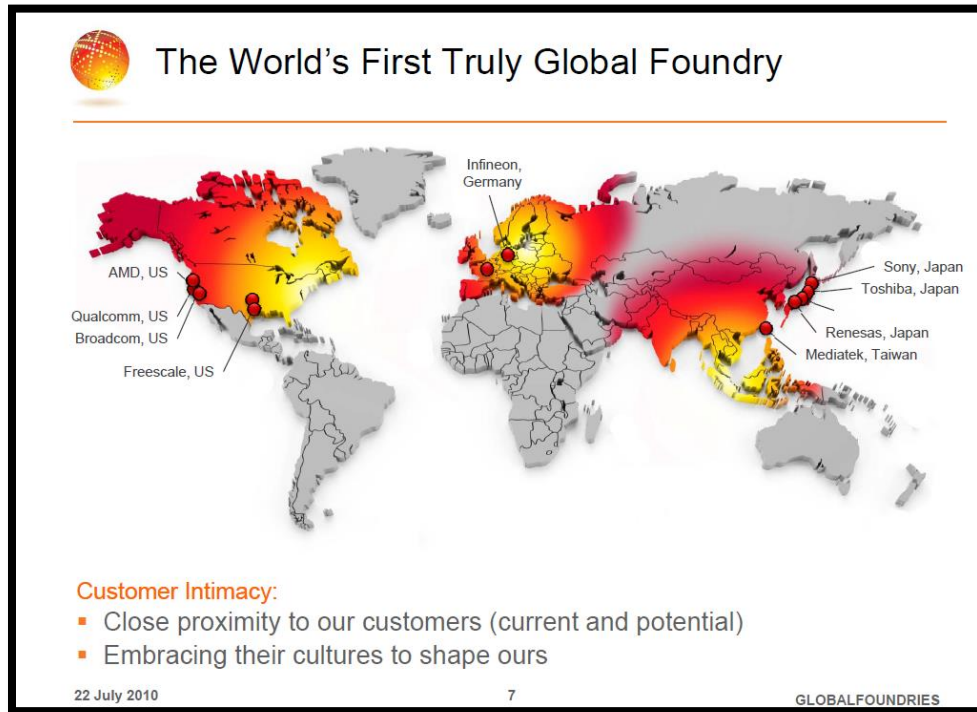 The World's First Truly Global Foundry
Infineon,
Germany
AMD, US
Qualcomm, US
Broadcom, US
Freescale, US
Sony, Japan
Toshiba, Japan
Renesas, Japan
Mediatek, Taiwan
Customer Intimacy:
▪ Close proximity to our customers (current and potential)
▪ Embracing their cultures to shape ours
22 July 2010
7
GLOBALFOUNDRIES